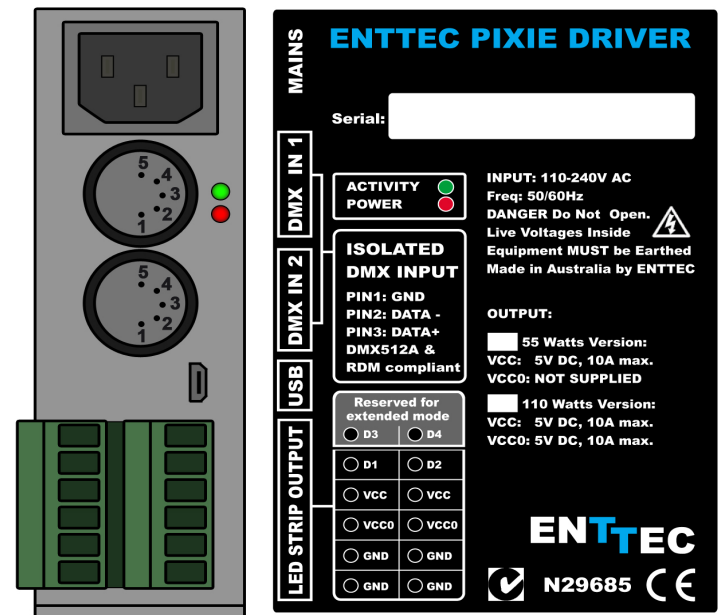 5
4
3
2
1
5
4
3
2
1
MAINS
DMX IN 1
DMX IN 2
USB
LED STRIP OUTPUT
ENTTEC PIXIE DRIVER
Serial:
ACTIVITY
POWER
ISOLATED
DMX INPUT
PIN1: GND
PIN2: DATA -
PIN3: DATA+
DMX512A &
RDM compliant
Reserved for
extended mode
D3 D4
D1 D2
VCC VCC
VCC0 VCC0
GND GND
GND GND
INPUT: 110-240V AC
Freq: 50/60Hz
DANGER Do Not Open.
Live Voltages Inside
Equipment MUST be Earthed
Made in Australia by ENTTEC
OUTPUT:
55 Watts Version:
VCC: 5V DC, 10A max.
VCC0: NOT SUPPLIED
110 Watts Version:
VCC: 5V DC, 10A max.
VCC0: 5V DC, 10A max.
ENTTEC
N29685 CE